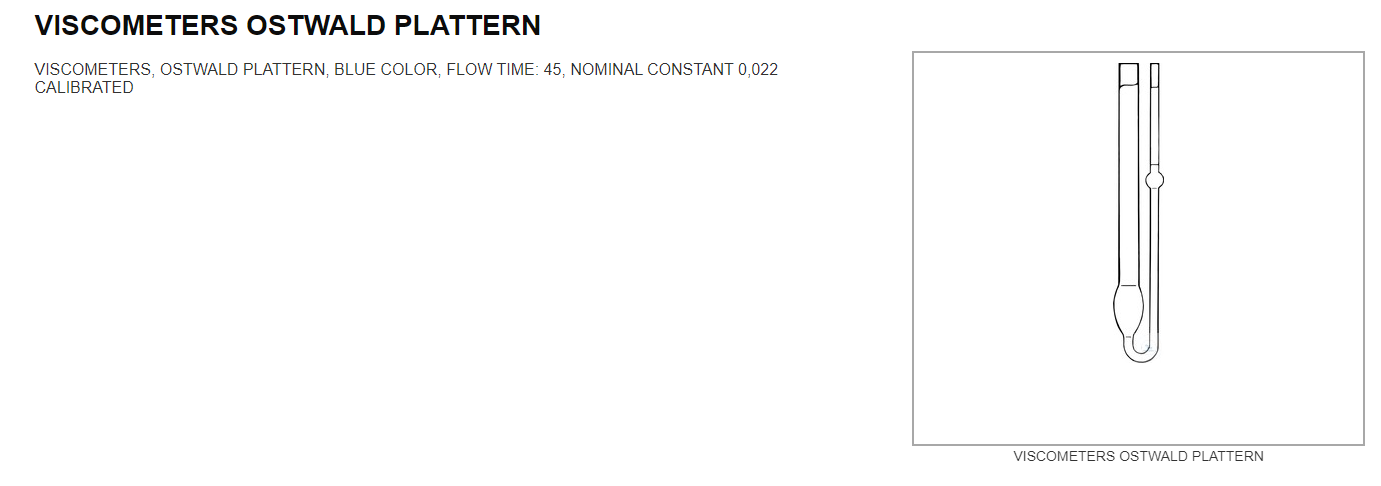 VISCOMETERS OSTWALD PLATTERN
VISCOMETERS, OSTWALD PLATTERN, BLUE COLOR, FLOW TIME: 45, NOMINAL CONSTANT 0,022
CALIBRATED
VISCOMETERS OSTWALD PLATTERN